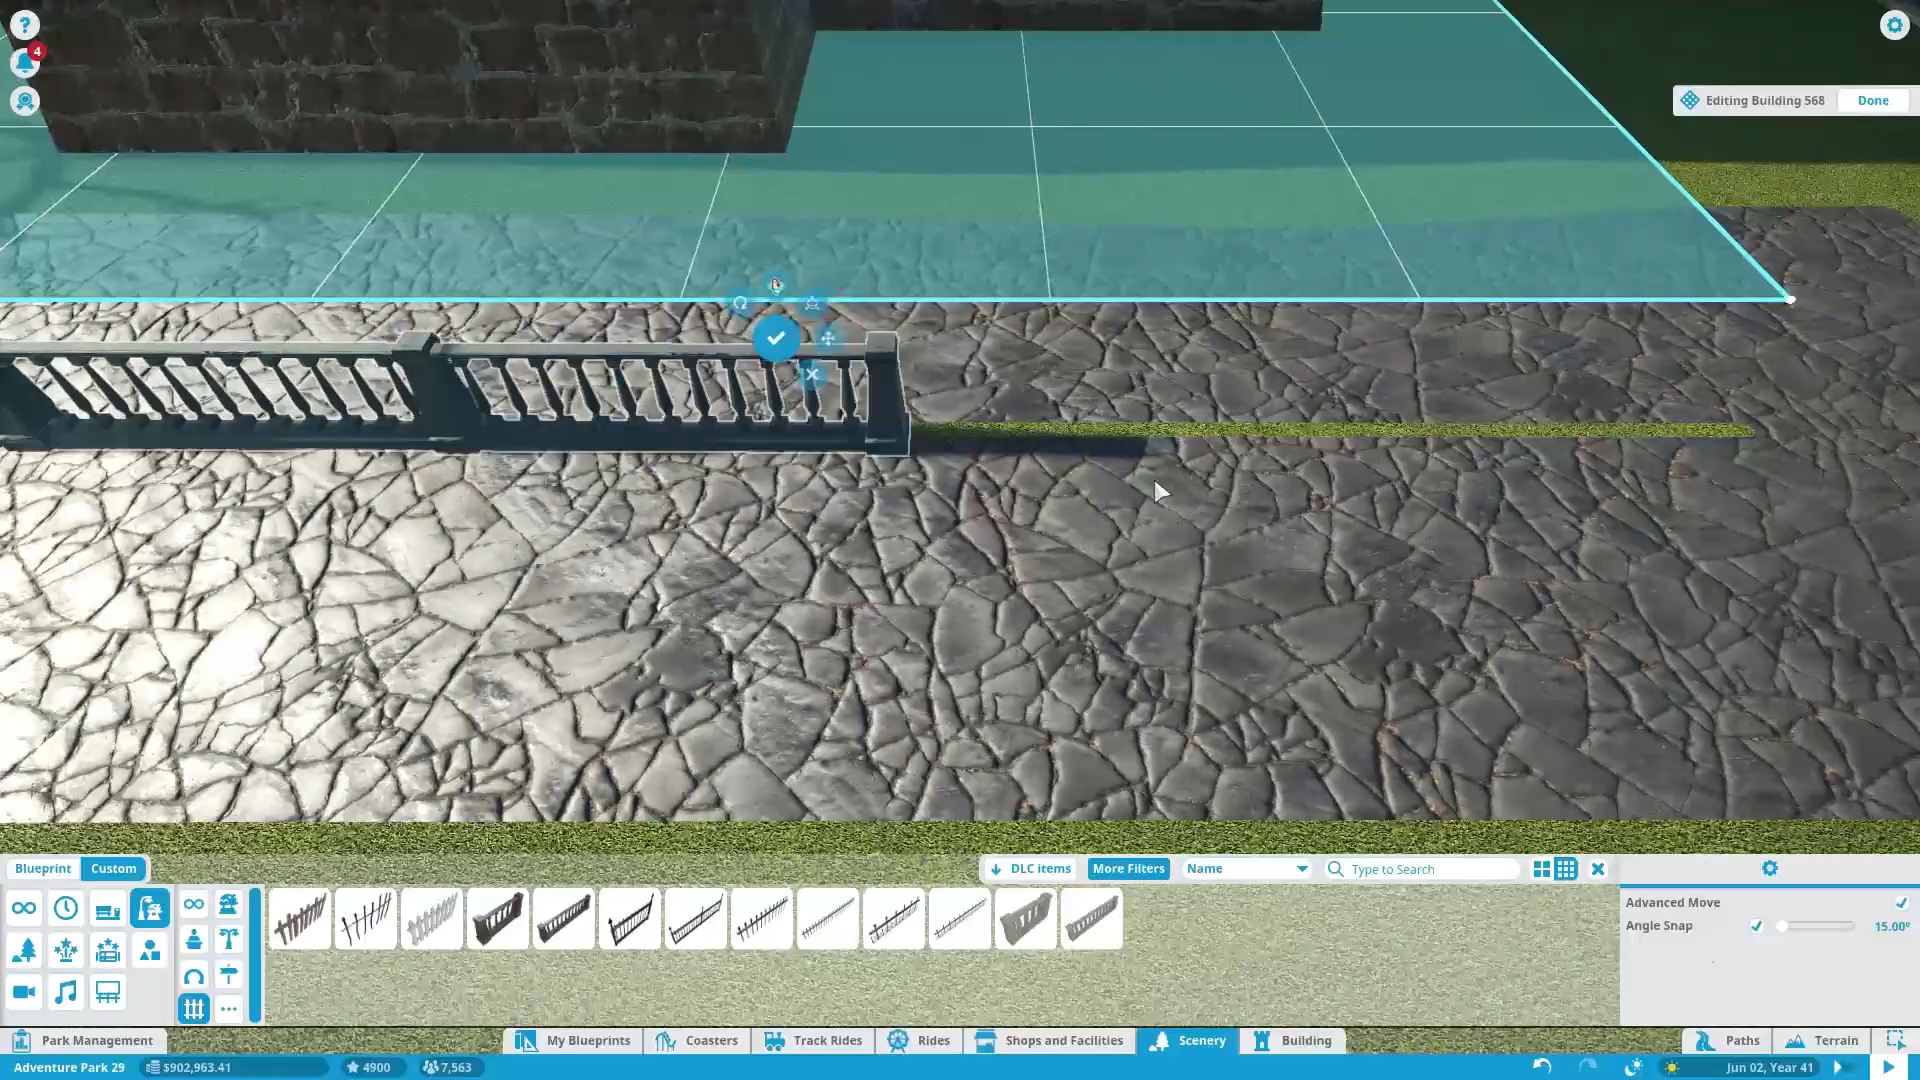 ?
4
Editing Building 568 Done
Blueprint Custom
DLC items More Filters Name Type to Search
Advanced Move
Angle Snap 15.00°
Park Management My Blueprints Coasters Track Rides Rides Shops and Facilities Scenery Building Paths Terrain
Adventure Park 29 $902,963.41 4900 7,563 Jun 02, Year 41